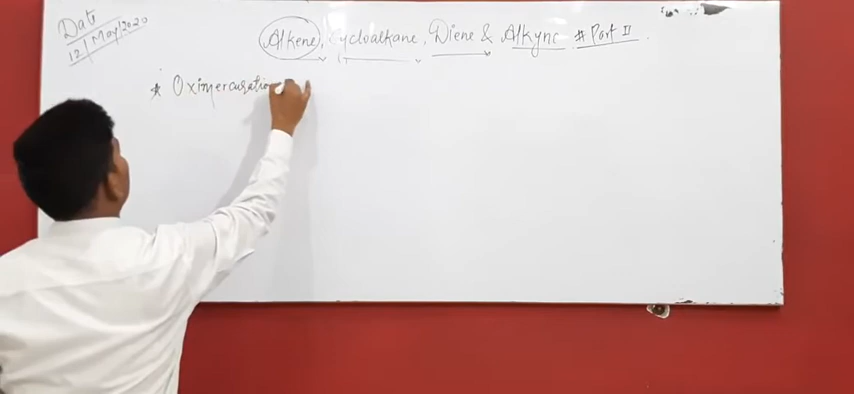 Date
12/May/2020
Alkene, Cycloalkane, Diene & Alkyne # Part II
* Oximercuration